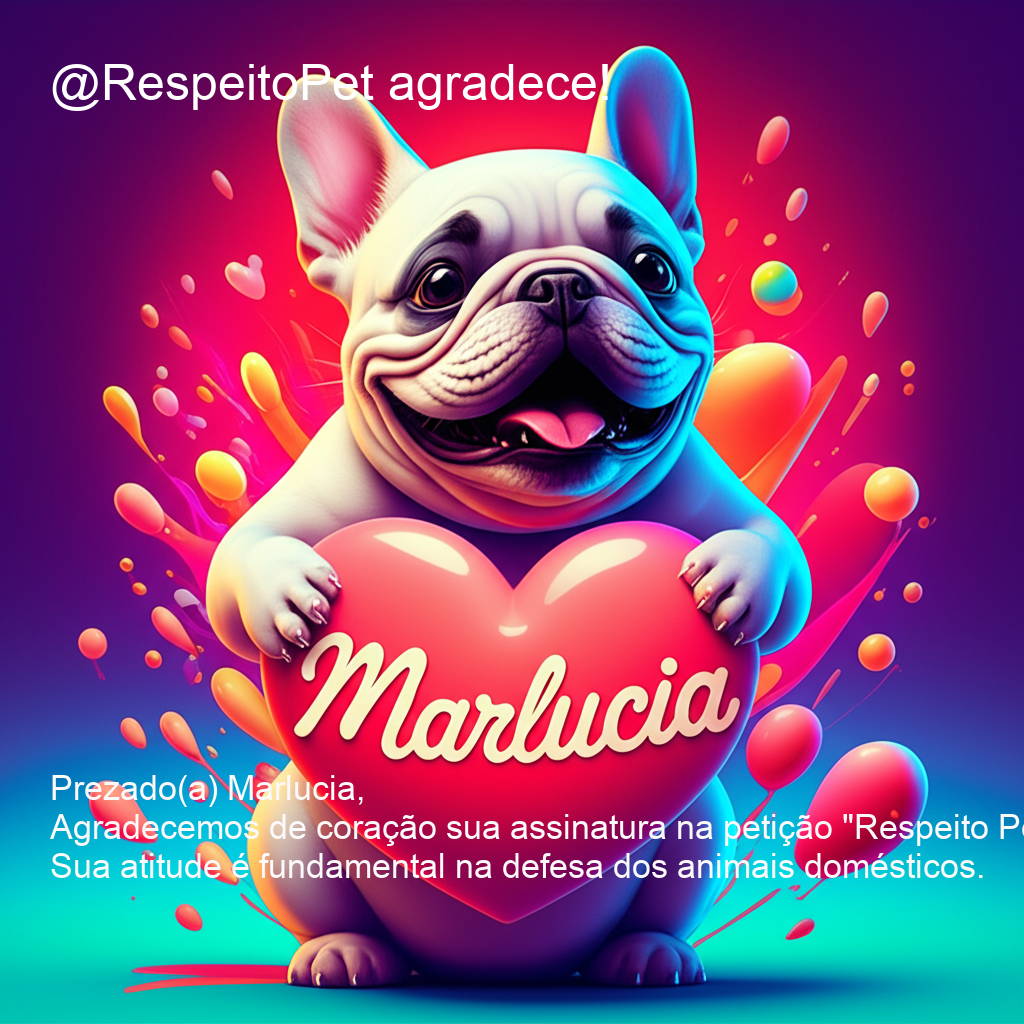 @RespeitoPet agradece!
Marlucia
Prezado(a) Marlucia,
Agradecemos de coração sua assinatura na petição "Respeito P
Sua atitude é fundamental na defesa dos animais domésticos.